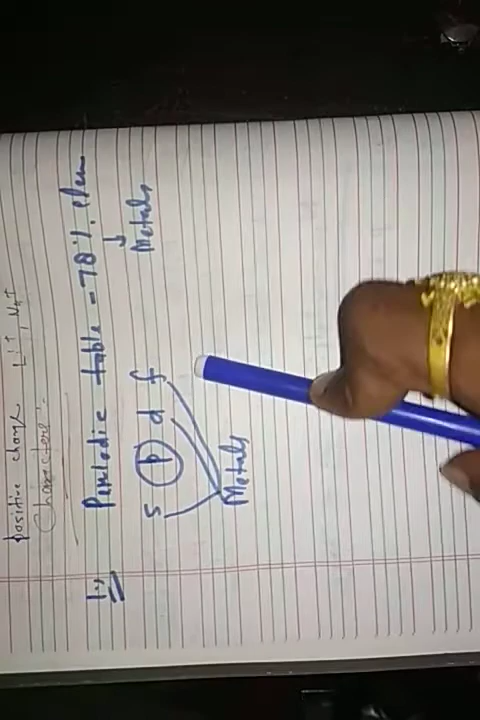 positive charge Li⁺, Na⁺
Characters :-
1.) Periodic table = 78% elem
↓
Metals
s p d f
Metals